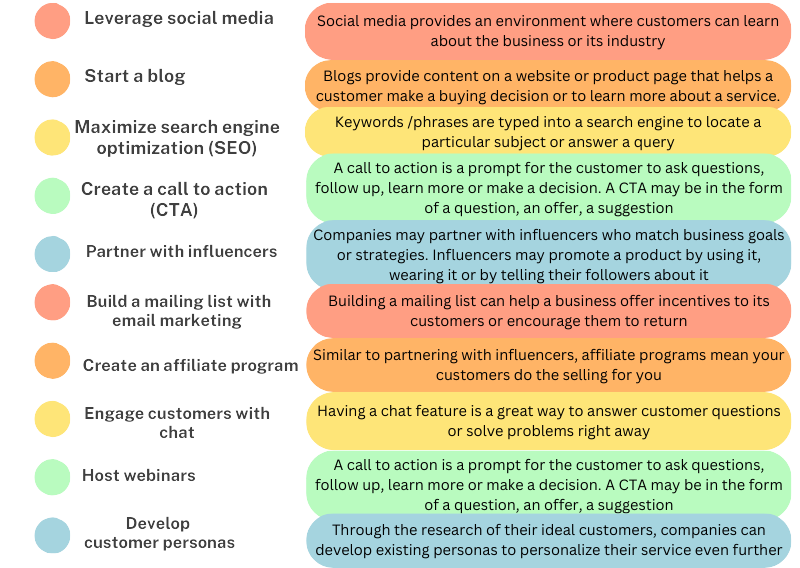 Leverage social media
Social media provides an environment where customers can learn
about the business or its industry
Start a blog
Blogs provide content on a website or product page that helps a
customer make a buying decision or to learn more about a service.
Maximize search engine
optimization (SEO)
Keywords /phrases are typed into a search engine to locate a
particular subject or answer a query
Create a call to action
(CTA)
A call to action is a prompt for the customer to ask questions,
follow up, learn more or make a decision. A CTA may be in the form
of a question, an offer, a suggestion
Partner with influencers
Companies may partner with influencers who match business goals
or strategies. Influencers may promote a product by using it,
wearing it or by telling their followers about it
Build a mailing list with
email marketing
Building a mailing list can help a business offer incentives to its
customers or encourage them to return
Create an affiliate program
Similar to partnering with influencers, affiliate programs mean your
customers do the selling for you
Engage customers with
chat
Having a chat feature is a great way to answer customer questions
or solve problems right away
Host webinars
A call to action is a prompt for the customer to ask questions,
follow up, learn more or make a decision. A CTA may be in the form
of a question, an offer, a suggestion
Develop
customer personas
Through the research of their ideal customers, companies can
develop existing personas to personalize their service even further